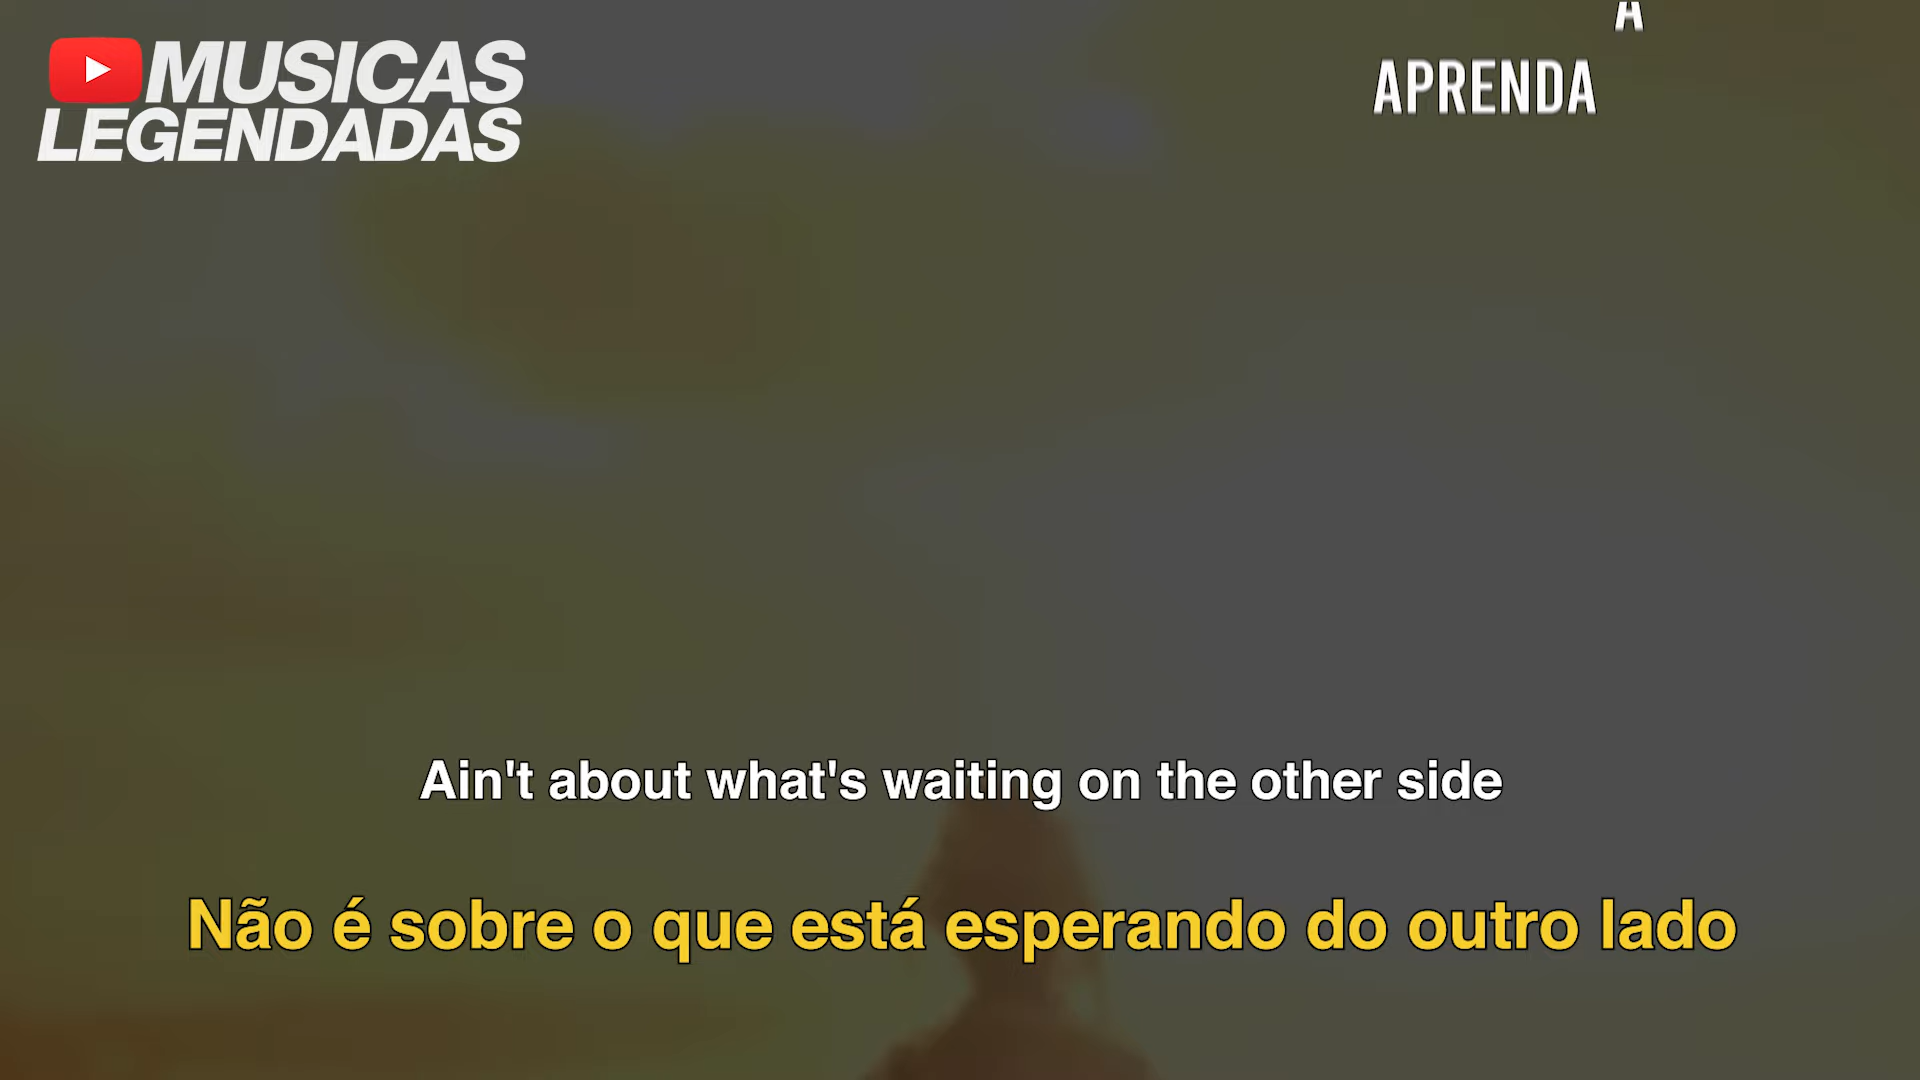 MUSICAS
LEGENDADAS
A
APRENDA
Ain't about what's waiting on the other side
Não é sobre o que está esperando do outro lado